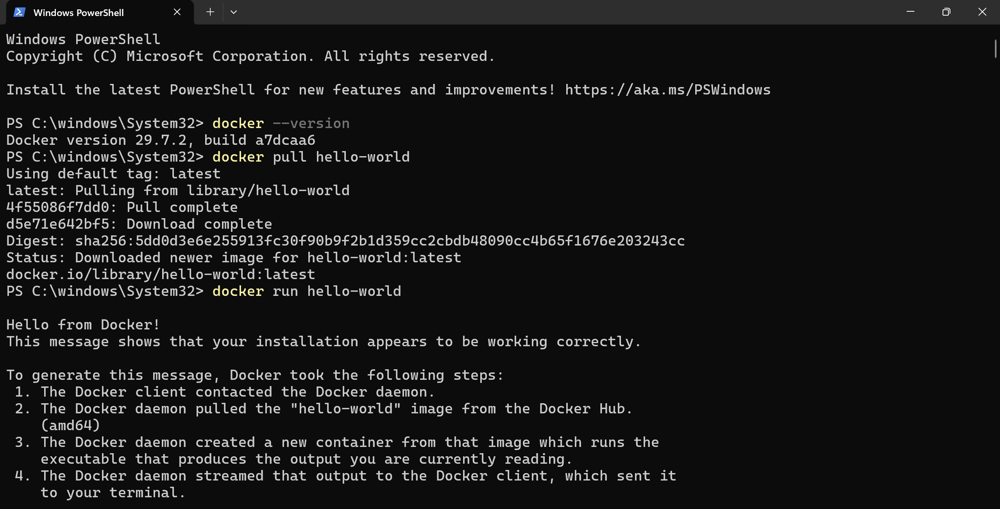 Windows PowerShell
Windows PowerShell
Copyright (C) Microsoft Corporation. All rights reserved.
Install the latest PowerShell for new features and improvements! https://aka.ms/PSWindows
PS C:\windows\System32> docker --version
Docker version 29.7.2, build a7dcaa6
PS C:\windows\System32> docker pull hello-world
Using default tag: latest
latest: Pulling from library/hello-world
4f55086f7dd0: Pull complete
d5e71e642bf5: Download complete
Digest: sha256:5dd0d3e6e255913fc30f90b9f2b1d359cc2cbdb48090cc4b65f1676e203243cc
Status: Downloaded newer image for hello-world:latest
docker.io/library/hello-world:latest
PS C:\windows\System32> docker run hello-world
Hello from Docker!
This message shows that your installation appears to be working correctly.
To generate this message, Docker took the following steps:
1. The Docker client contacted the Docker daemon.
2. The Docker daemon pulled the "hello-world" image from the Docker Hub.
(amd64)
3. The Docker daemon created a new container from that image which runs the
executable that produces the output you are currently reading.
4. The Docker daemon streamed that output to the Docker client, which sent it
to your terminal.